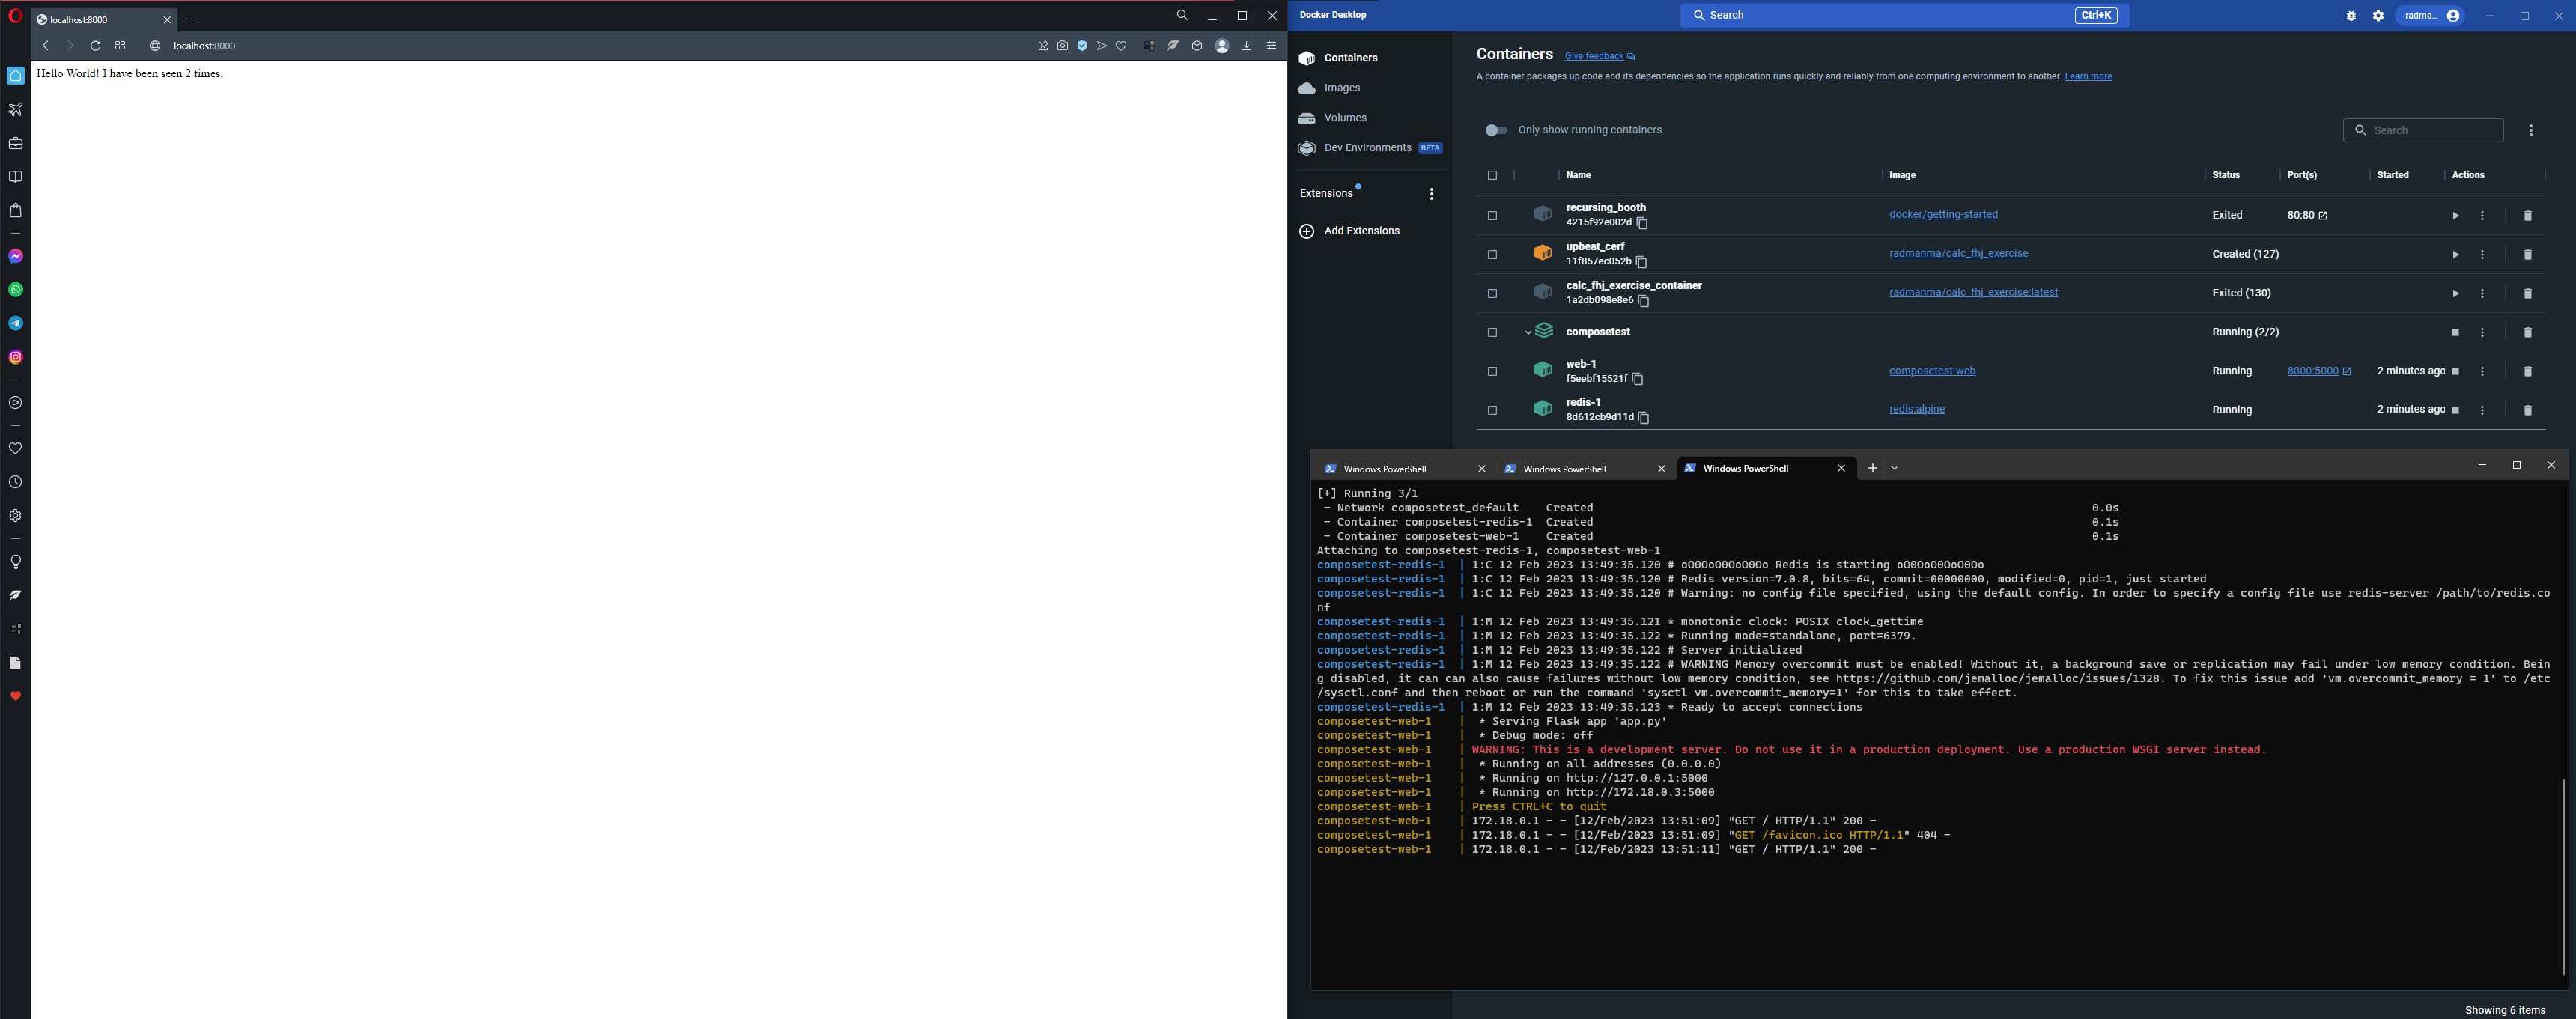 localhost:8000
localhost:8000
Hello World! I have been seen 2 times.
Docker Desktop
Search
Ctrl+K
radma...
Containers
Images
Volumes
Dev Environments BETA
Extensions
Add Extensions
Containers Give feedback
A container packages up code and its dependencies so the application runs quickly and reliably from one computing environment to another. Learn more
Only show running containers
Search
Name Image Status Port(s) Started Actions
recursing_booth
4215f92e002d
docker/getting-started Exited 80:80
upbeat_cerf
11f857ec052b
radmanma/calc_fhj_exercise Created (127)
calc_fhj_exercise_container
1a2db098e8e6
radmanma/calc_fhj_exercise:latest Exited (130)
composetest - Running (2/2)
web-1
f5eebf15521f
composetest-web Running 8000:5000 2 minutes ago
redis-1
8d612cb9d11d
redis:alpine Running 2 minutes ago
Windows PowerShell
Windows PowerShell
Windows PowerShell
[+] Running 3/1
- Network composetest_default Created 0.0s
- Container composetest-redis-1 Created 0.1s
- Container composetest-web-1 Created 0.1s
Attaching to composetest-redis-1, composetest-web-1
composetest-redis-1 | 1:C 12 Feb 2023 13:49:35.120 # oO0OoO0OoO0Oo Redis is starting oO0OoO0OoO0Oo
composetest-redis-1 | 1:C 12 Feb 2023 13:49:35.120 # Redis version=7.0.8, bits=64, commit=00000000, modified=0, pid=1, just started
composetest-redis-1 | 1:C 12 Feb 2023 13:49:35.120 # Warning: no config file specified, using the default config. In order to specify a config file use redis-server /path/to/redis.co
nf
composetest-redis-1 | 1:M 12 Feb 2023 13:49:35.121 * monotonic clock: POSIX clock_gettime
composetest-redis-1 | 1:M 12 Feb 2023 13:49:35.122 * Running mode=standalone, port=6379.
composetest-redis-1 | 1:M 12 Feb 2023 13:49:35.122 # Server initialized
composetest-redis-1 | 1:M 12 Feb 2023 13:49:35.122 # WARNING Memory overcommit must be enabled! Without it, a background save or replication may fail under low memory condition. Bein
g disabled, it can can also cause failures without low memory condition, see https://github.com/jemalloc/jemalloc/issues/1328. To fix this issue add 'vm.overcommit_memory = 1' to /etc
/sysctl.conf and then reboot or run the command 'sysctl vm.overcommit_memory=1' for this to take effect.
composetest-redis-1 | 1:M 12 Feb 2023 13:49:35.123 * Ready to accept connections
composetest-web-1 | * Serving Flask app 'app.py'
composetest-web-1 | * Debug mode: off
composetest-web-1 | WARNING: This is a development server. Do not use it in a production deployment. Use a production WSGI server instead.
composetest-web-1 | * Running on all addresses (0.0.0.0)
composetest-web-1 | * Running on http://127.0.0.1:5000
composetest-web-1 | * Running on http://172.18.0.3:5000
composetest-web-1 | Press CTRL+C to quit
composetest-web-1 | 172.18.0.1 - - [12/Feb/2023 13:51:09] "GET / HTTP/1.1" 200 -
composetest-web-1 | 172.18.0.1 - - [12/Feb/2023 13:51:09] "GET /favicon.ico HTTP/1.1" 404 -
composetest-web-1 | 172.18.0.1 - - [12/Feb/2023 13:51:11] "GET / HTTP/1.1" 200 -
Showing 6 items